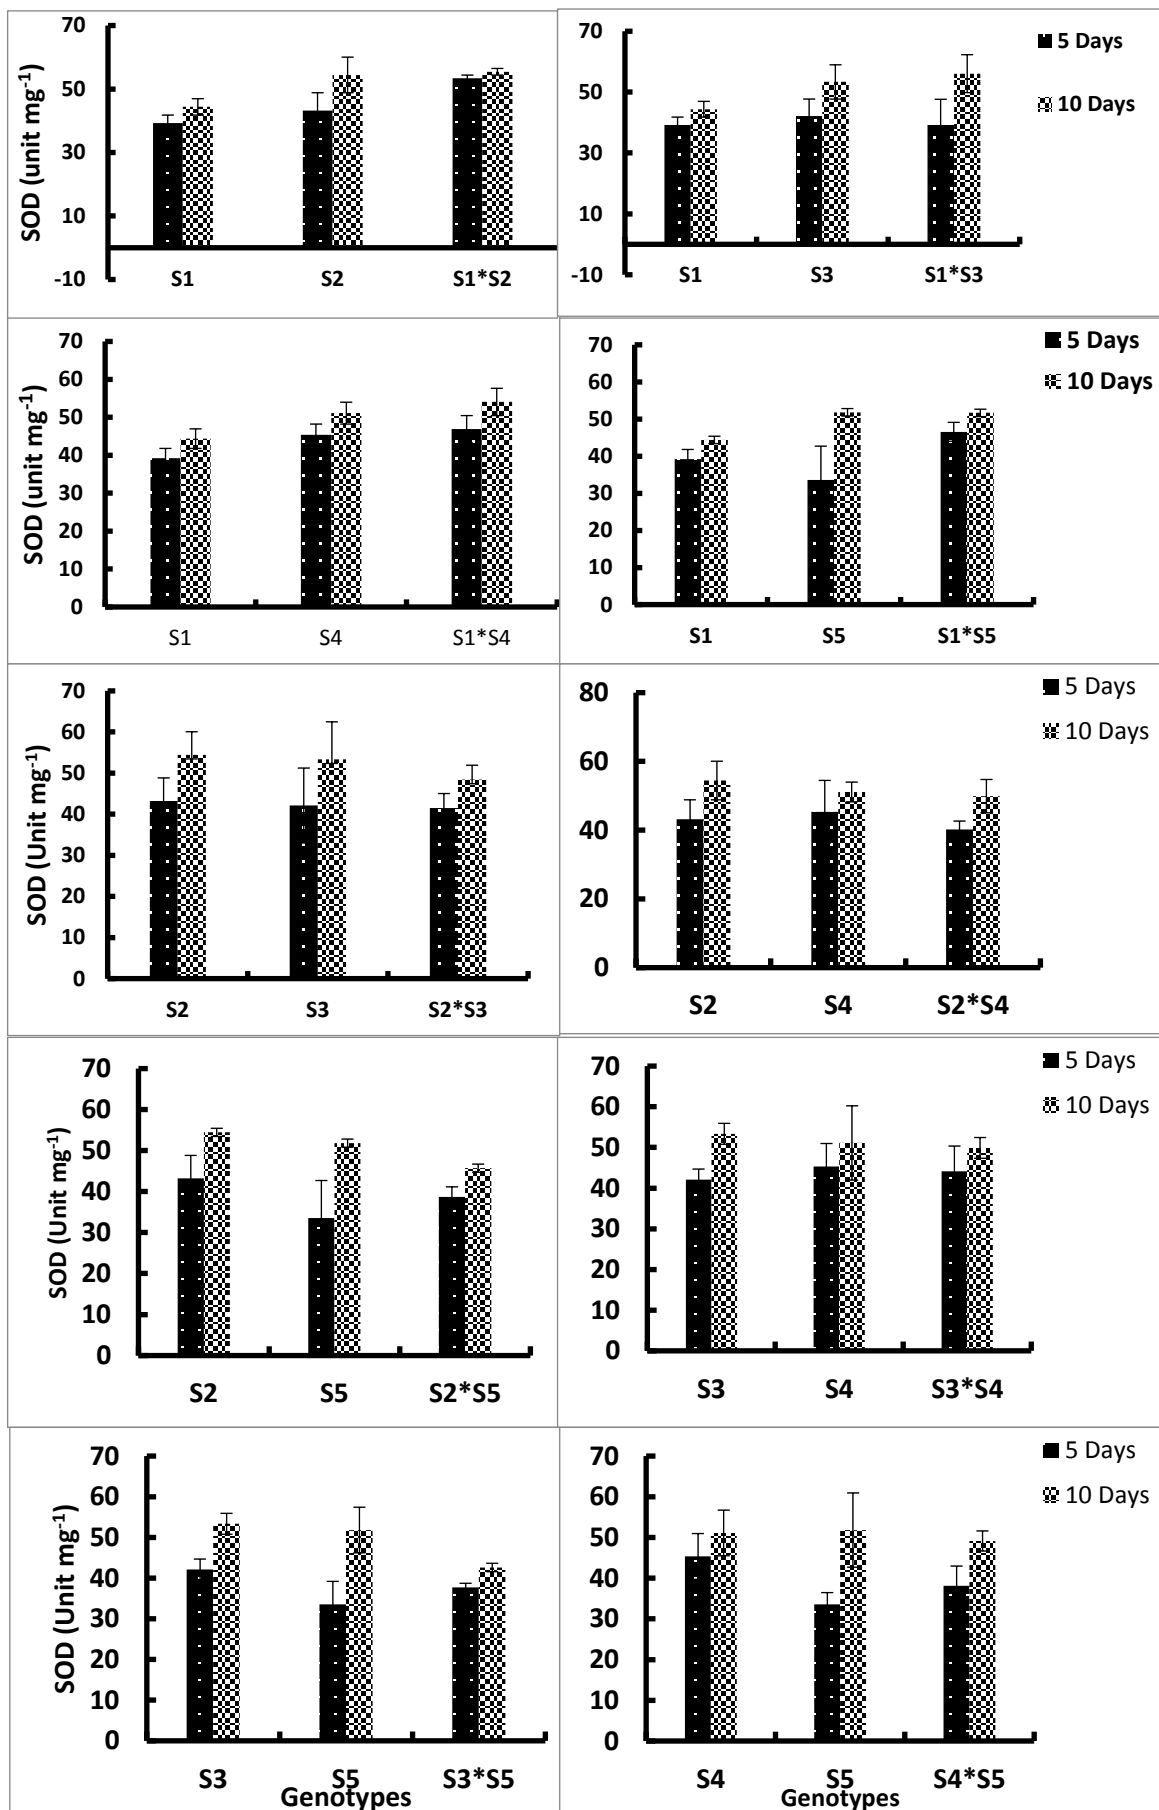 70
50
30
10
-10
SOD (unit mg-1)
S1 S2 S1*S2
70
50
30
10
-10
S1 S3 S1*S3
5 Days
10 Days
70
60
50
40
30
20
10
0
SOD (unit mg-1)
S1 S4 S1*S4
70
60
50
40
30
20
10
0
S1 S5 S1*S5
5 Days
10 Days
70
60
50
40
30
20
10
0
SOD (Unit mg-1)
S2 S3 S2*S3
80
60
40
20
0
S2 S4 S2*S4
5 Days
10 Days
70
60
50
40
30
20
10
0
SOD (Unit mg-1)
S2 S5 S2*S5
70
60
50
40
30
20
10
0
S3 S4 S3*S4
5 Days
10 Days
70
60
50
40
30
20
10
0
SOD (Unit mg-1)
S3 S5 S3*S5
Genotypes
70
60
50
40
30
20
10
0
S4 S5 S4*S5
Genotypes
5 Days
10 Days